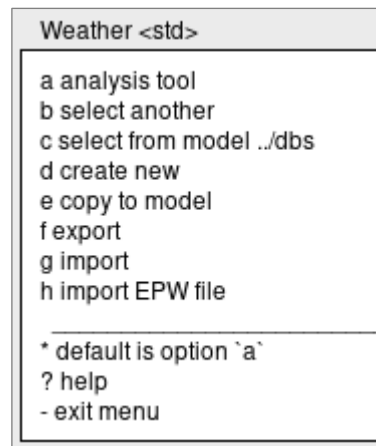 Weather <std>
a analysis tool
b select another
c select from model ../dbs
d create new
e copy to model
f export
g import
h import EPW file
* default is option `a`
? help
- exit menu